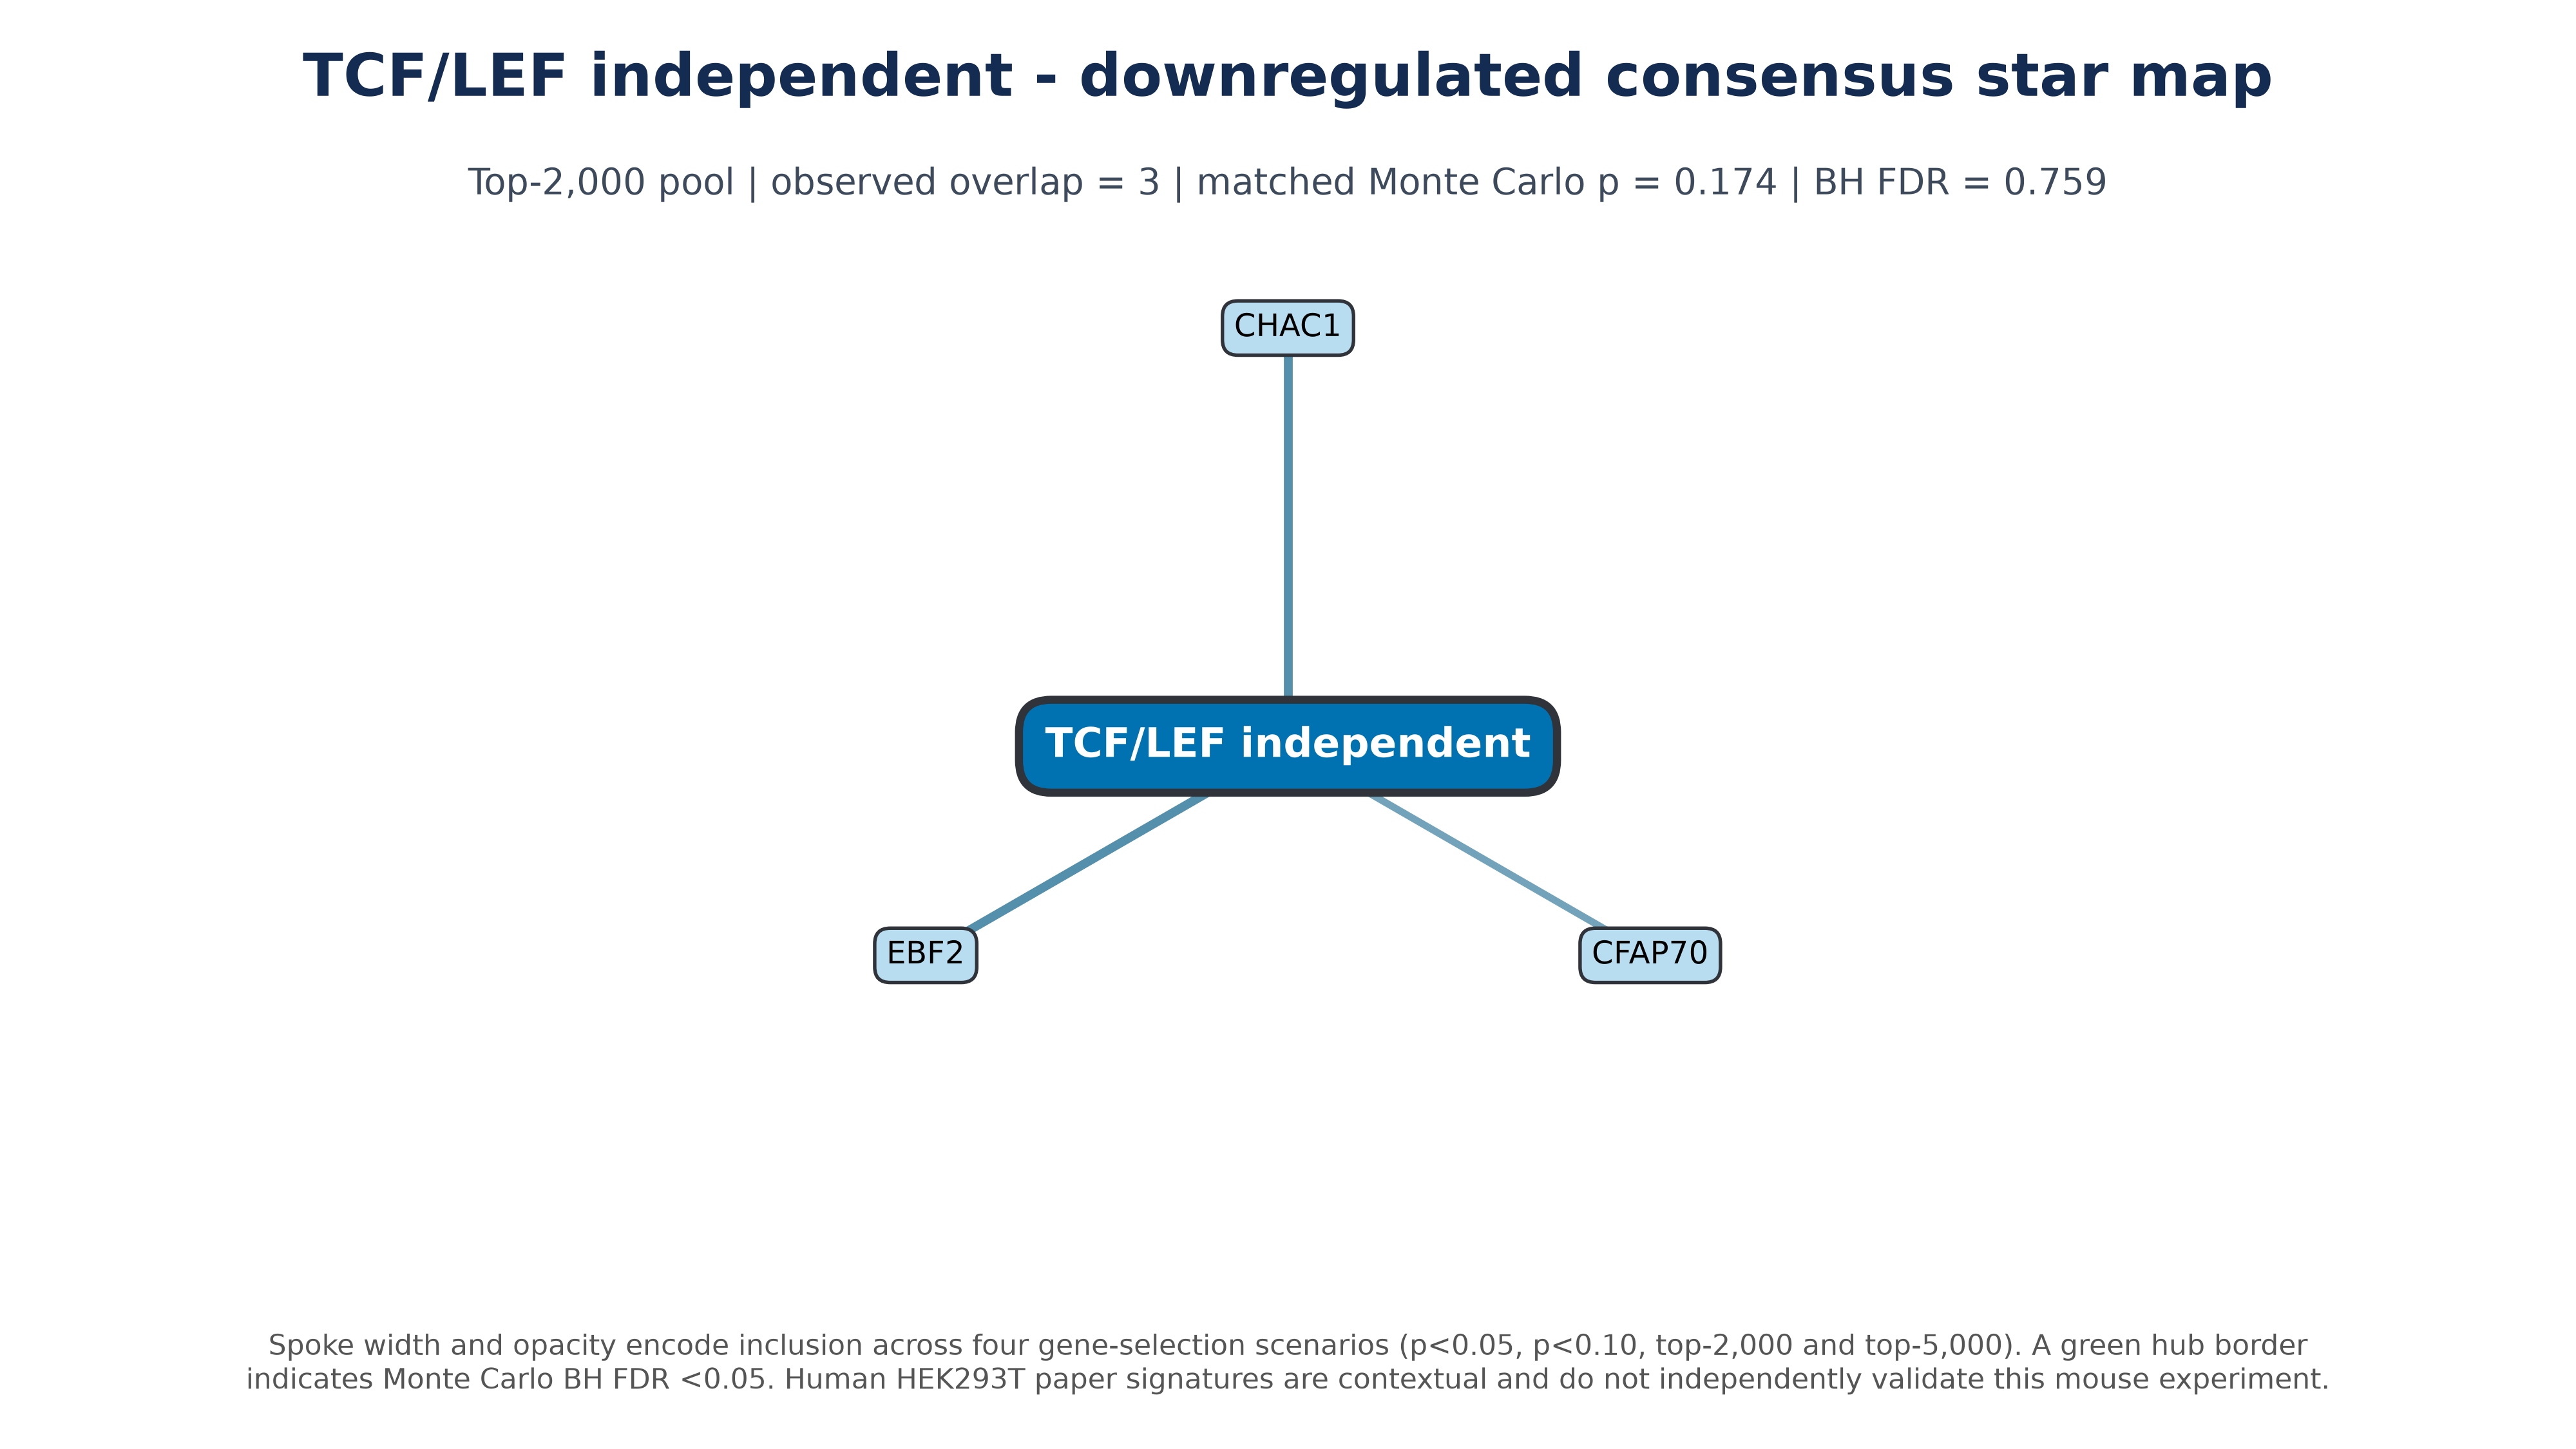 TCF/LEF independent - downregulated consensus star map
Top-2,000 pool | observed overlap = 3 | matched Monte Carlo p = 0.174 | BH FDR = 0.759
CHAC1
TCF/LEF independent
EBF2
CFAP70
Spoke width and opacity encode inclusion across four gene-selection scenarios (p<0.05, p<0.10, top-2,000 and top-5,000). A green hub border
indicates Monte Carlo BH FDR <0.05. Human HEK293T paper signatures are contextual and do not independently validate this mouse experiment.